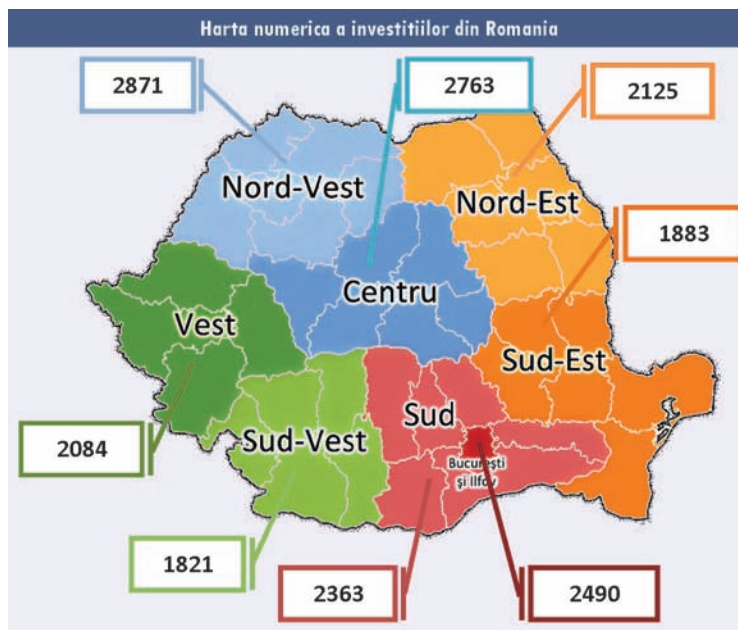 Harta numerica a investitiilor din Romania
2871
2763
2125
Nord-Vest
Nord-Est
1883
Centru
Vest
Sud-Est
Sud
2084
Sud-Vest
București
și Ilfov
1821
2363
2490